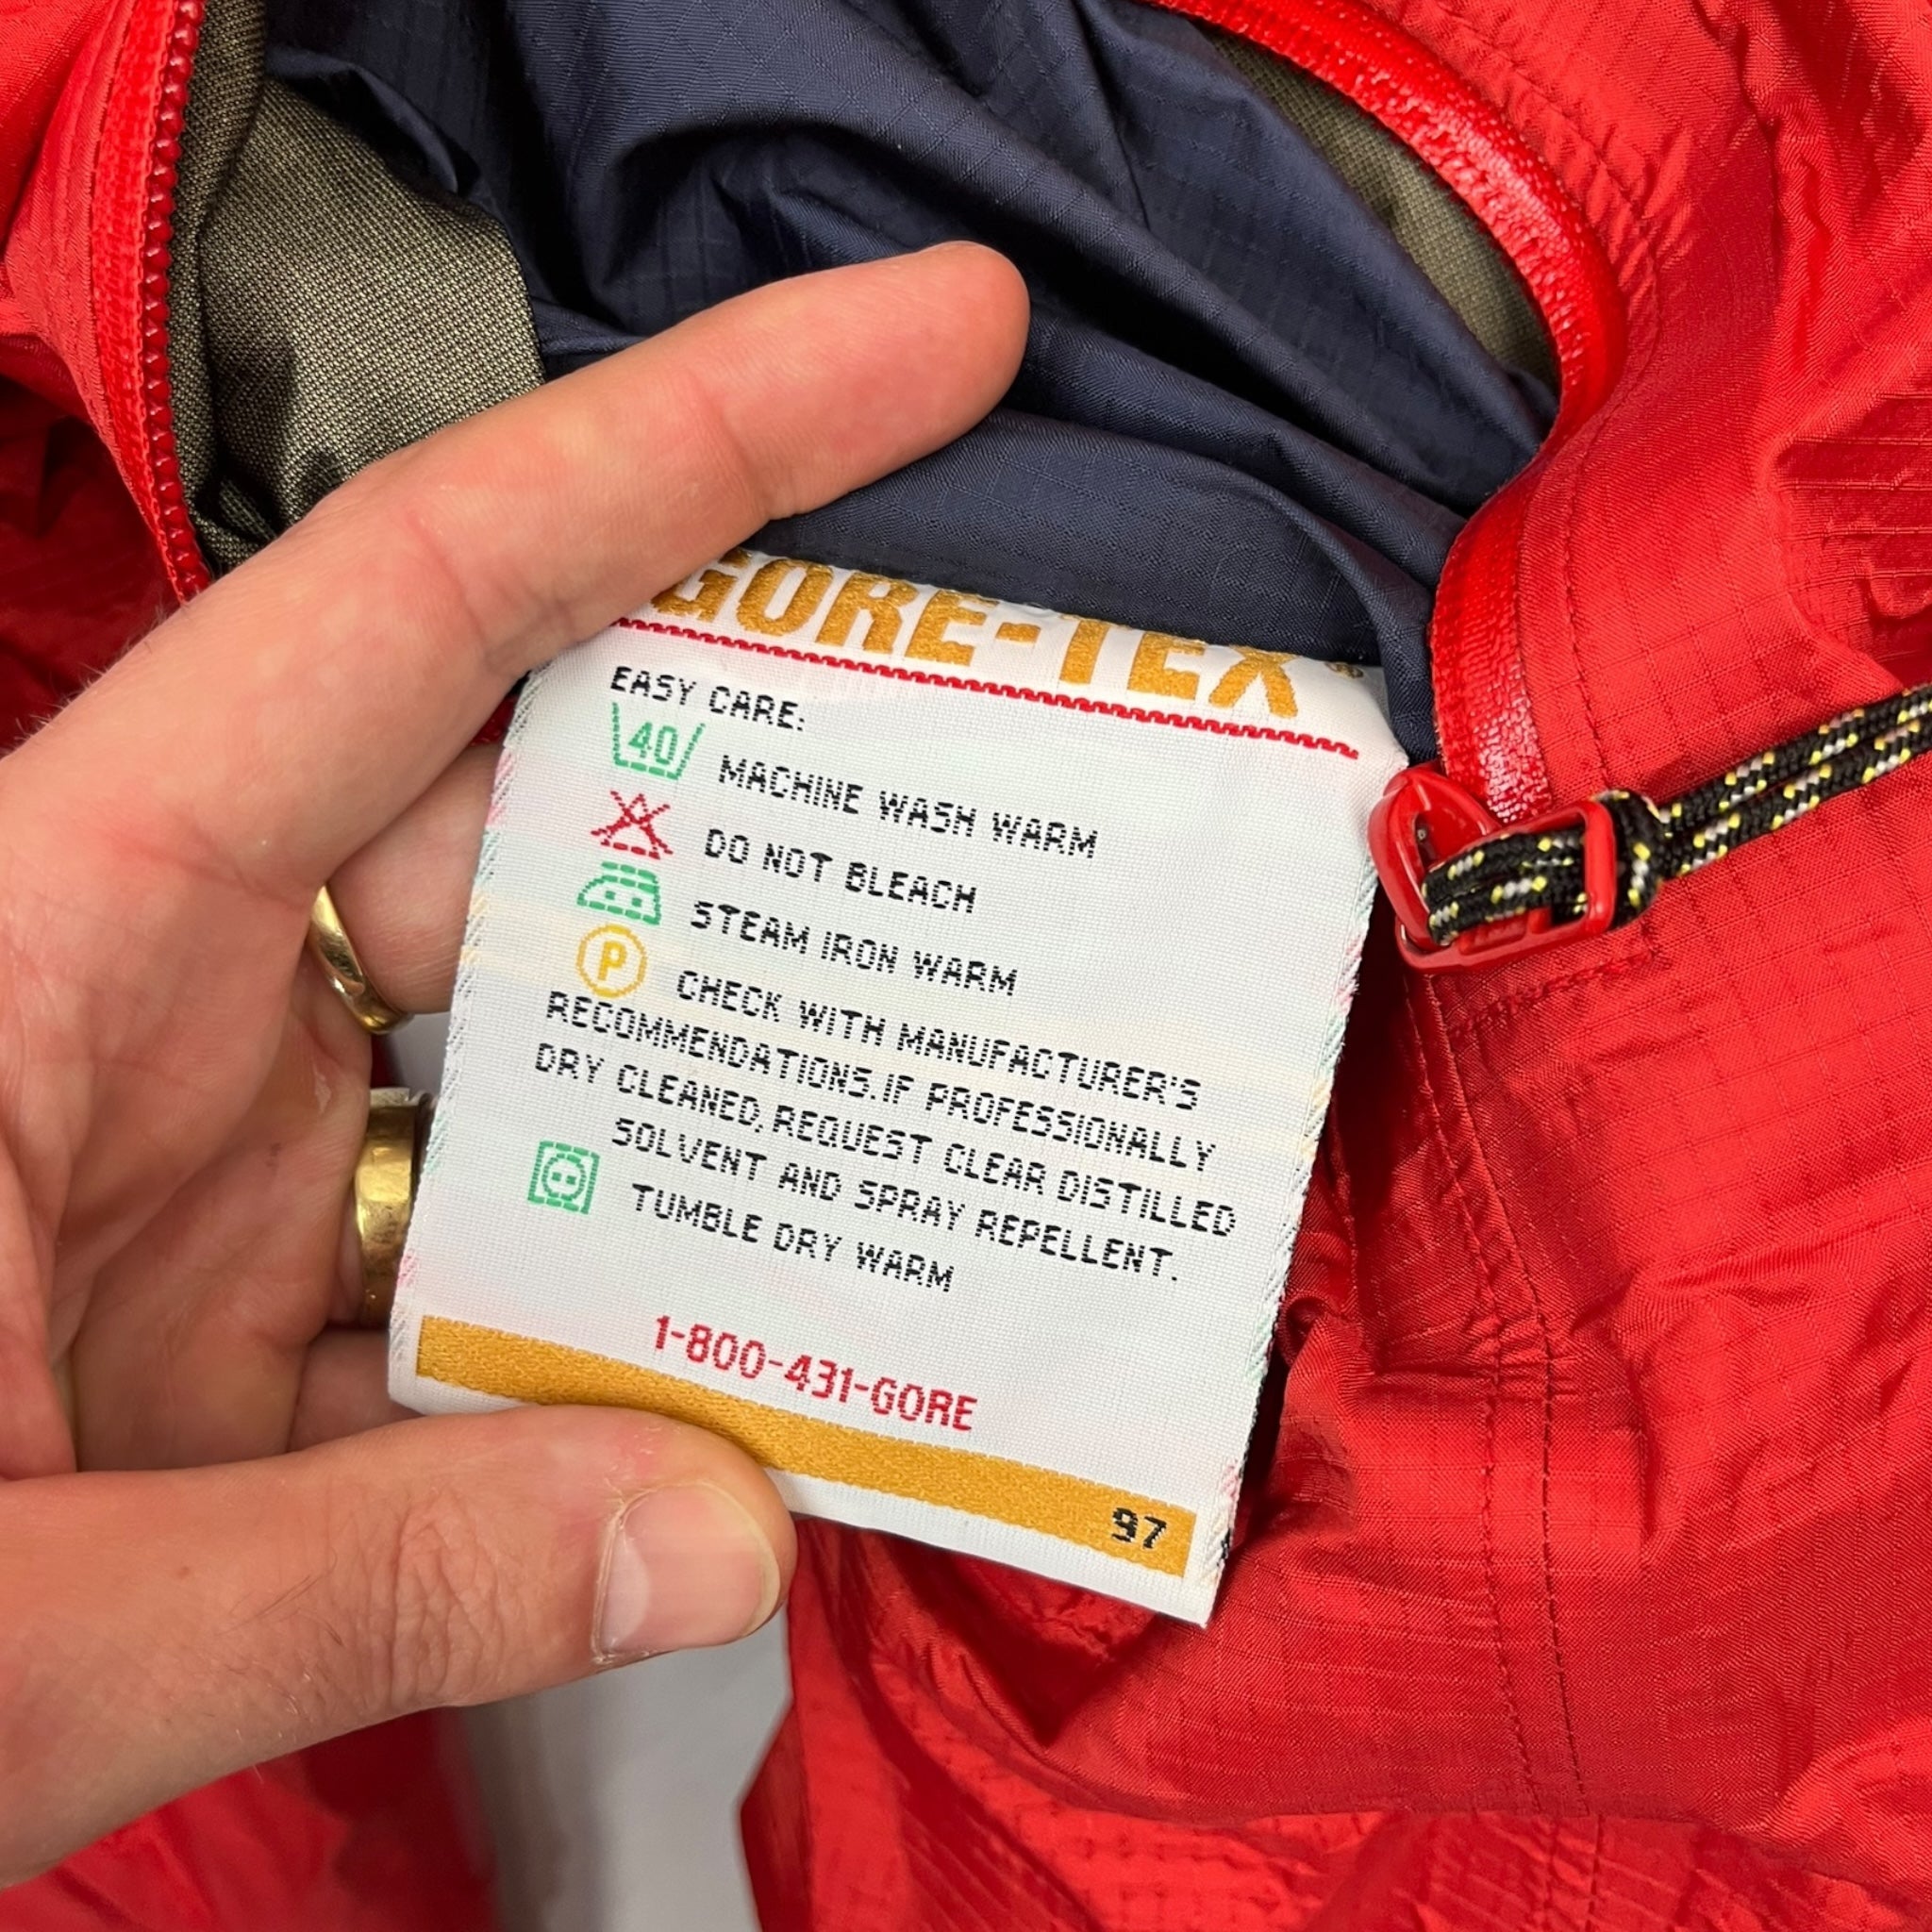 GORE-TEX®
EASY CARE:
40 MACHINE WASH WARM
DO NOT BLEACH
STEAM IRON WARM
P CHECK WITH MANUFACTURER'S
RECOMMENDATIONS. IF PROFESSIONALLY
DRY CLEANED, REQUEST CLEAR DISTILLED
SOLVENT AND SPRAY REPELLENT.
TUMBLE DRY WARM
1-800-431-GORE
97